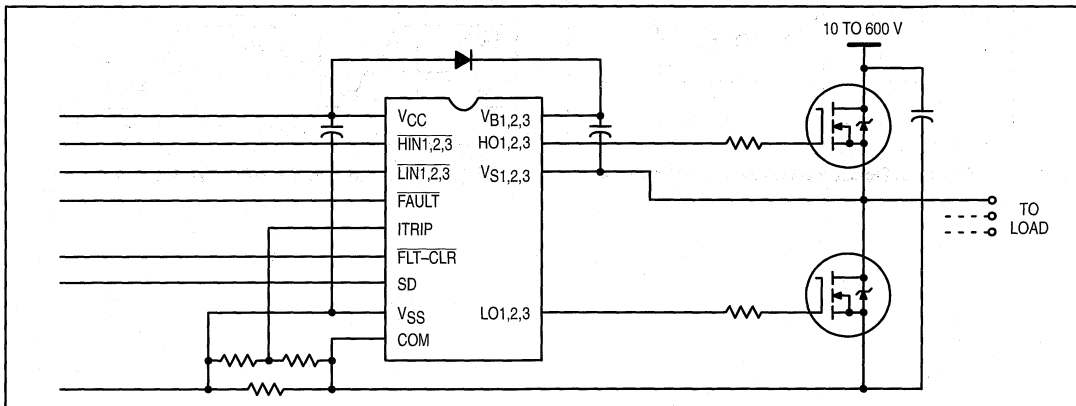 10 TO 600 V
VCC
VB1,2,3
HIN1,2,3
HO1,2,3
LIN1,2,3
VS1,2,3
FAULT
ITRIP
FLT–CLR
SD
VSS
LO1,2,3
COM
TO
LOAD